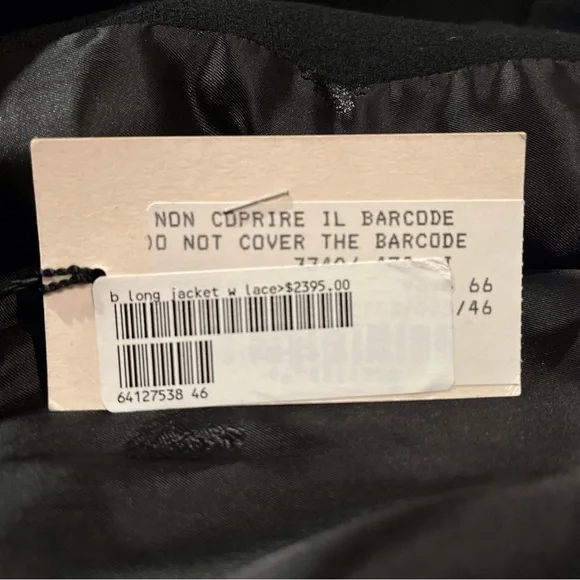 NON COPRIRE IL BARCODE
DO NOT COVER THE BARCODE
66
/46
b long jacket w lace>$2395.00
64127538 46